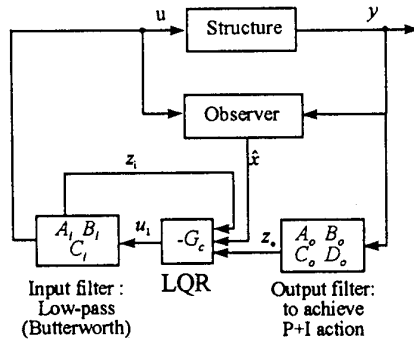 u
Structure
y
Observer
z_i
x̂
A_i B_i
C_i
u_1
-G_c
z_o
A_o B_o
C_o D_o
Input filter :
Low-pass
(Butterworth)
LQR
Output filter:
to achieve
P+I action